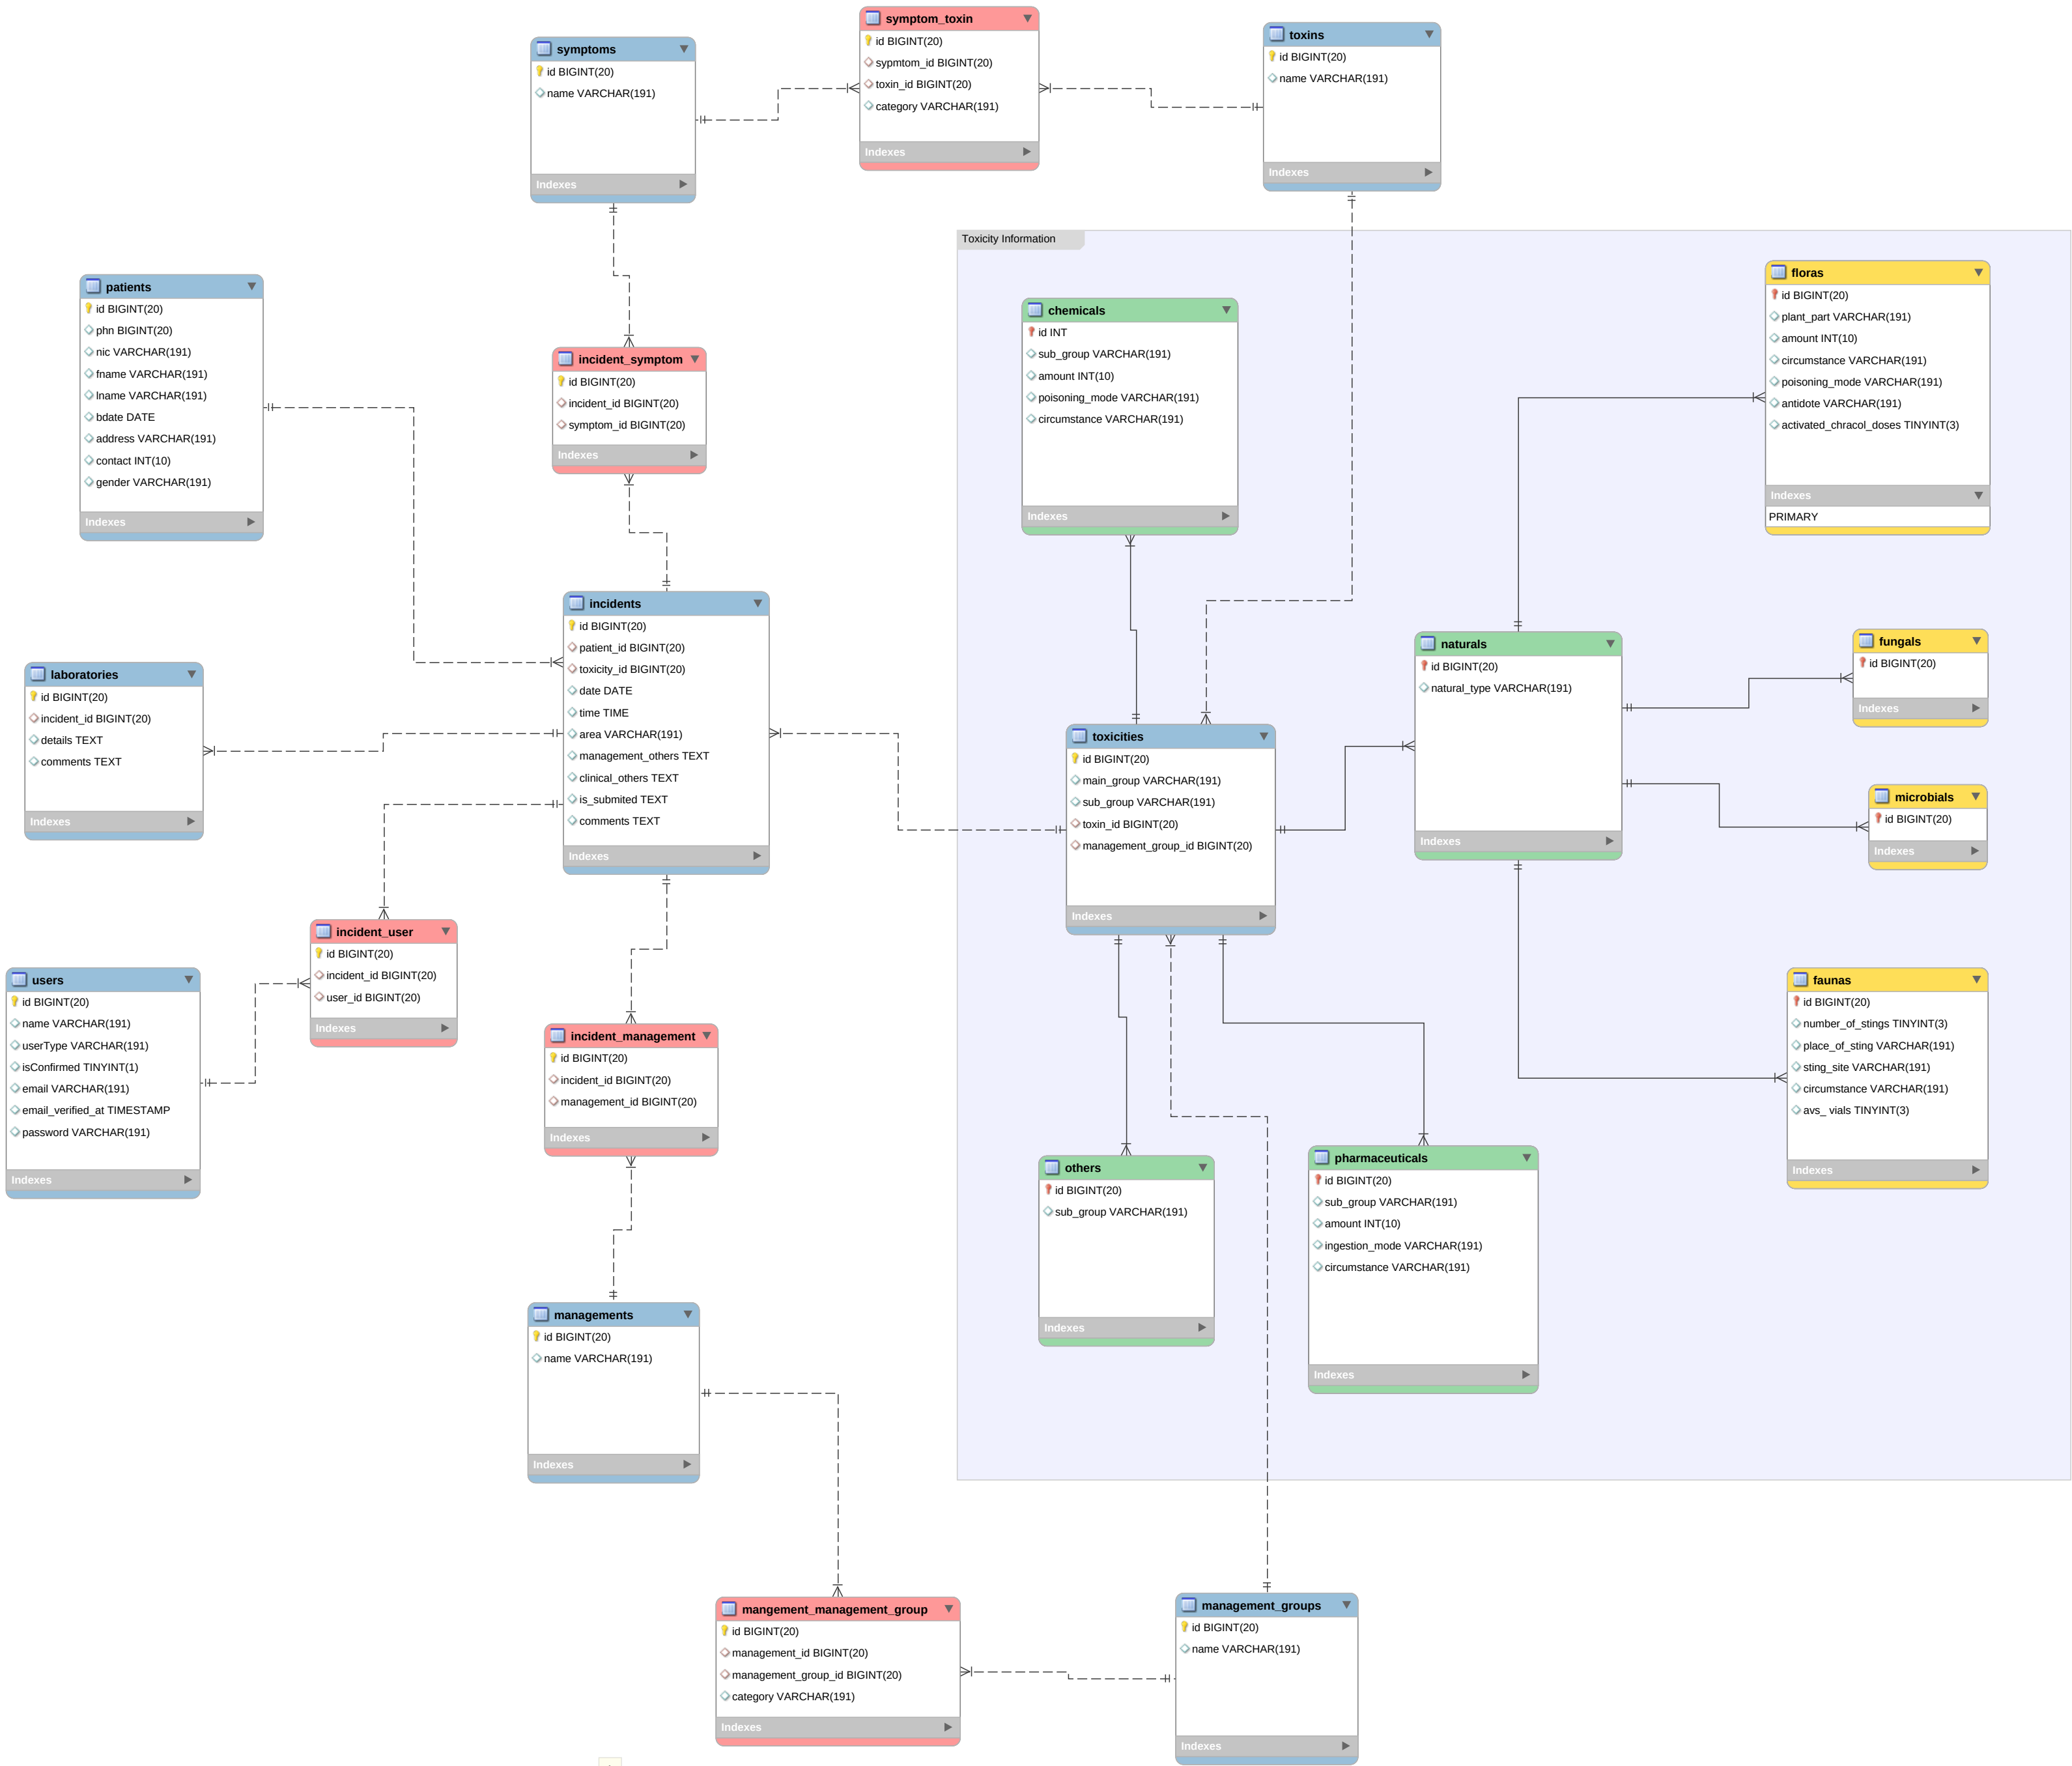 symptom_toxin
id BIGINT(20)
sypmtom_id BIGINT(20)
toxin_id BIGINT(20)
category VARCHAR(191)
Indexes
symptoms
id BIGINT(20)
name VARCHAR(191)
Indexes
toxins
id BIGINT(20)
name VARCHAR(191)
Indexes
Toxicity Information
patients
id BIGINT(20)
phn BIGINT(20)
nic VARCHAR(191)
fname VARCHAR(191)
lname VARCHAR(191)
bdate DATE
address VARCHAR(191)
contact INT(10)
gender VARCHAR(191)
Indexes
incident_symptom
id BIGINT(20)
incident_id BIGINT(20)
symptom_id BIGINT(20)
Indexes
chemicals
id INT
sub_group VARCHAR(191)
amount INT(10)
poisoning_mode VARCHAR(191)
circumstance VARCHAR(191)
Indexes
floras
id BIGINT(20)
plant_part VARCHAR(191)
amount INT(10)
circumstance VARCHAR(191)
poisoning_mode VARCHAR(191)
antidote VARCHAR(191)
activated_chracol_doses TINYINT(3)
Indexes
PRIMARY
laboratories
id BIGINT(20)
incident_id BIGINT(20)
details TEXT
comments TEXT
Indexes
incidents
id BIGINT(20)
patient_id BIGINT(20)
toxicity_id BIGINT(20)
date DATE
time TIME
area VARCHAR(191)
management_others TEXT
clinical_others TEXT
is_submited TEXT
comments TEXT
Indexes
toxicities
id BIGINT(20)
main_group VARCHAR(191)
sub_group VARCHAR(191)
toxin_id BIGINT(20)
management_group_id BIGINT(20)
Indexes
naturals
id BIGINT(20)
natural_type VARCHAR(191)
Indexes
fungals
id BIGINT(20)
Indexes
microbials
id BIGINT(20)
Indexes
users
id BIGINT(20)
name VARCHAR(191)
userType VARCHAR(191)
isConfirmed TINYINT(1)
email VARCHAR(191)
email_verified_at TIMESTAMP
password VARCHAR(191)
Indexes
incident_user
id BIGINT(20)
incident_id BIGINT(20)
user_id BIGINT(20)
Indexes
incident_management
id BIGINT(20)
incident_id BIGINT(20)
management_id BIGINT(20)
Indexes
faunas
id BIGINT(20)
number_of_stings TINYINT(3)
place_of_sting VARCHAR(191)
sting_site VARCHAR(191)
circumstance VARCHAR(191)
avs_ vials TINYINT(3)
Indexes
others
id BIGINT(20)
sub_group VARCHAR(191)
Indexes
pharmaceuticals
id BIGINT(20)
sub_group VARCHAR(191)
amount INT(10)
ingestion_mode VARCHAR(191)
circumstance VARCHAR(191)
Indexes
managements
id BIGINT(20)
name VARCHAR(191)
Indexes
mangement_management_group
id BIGINT(20)
management_id BIGINT(20)
management_group_id BIGINT(20)
category VARCHAR(191)
Indexes
management_groups
id BIGINT(20)
name VARCHAR(191)
Indexes